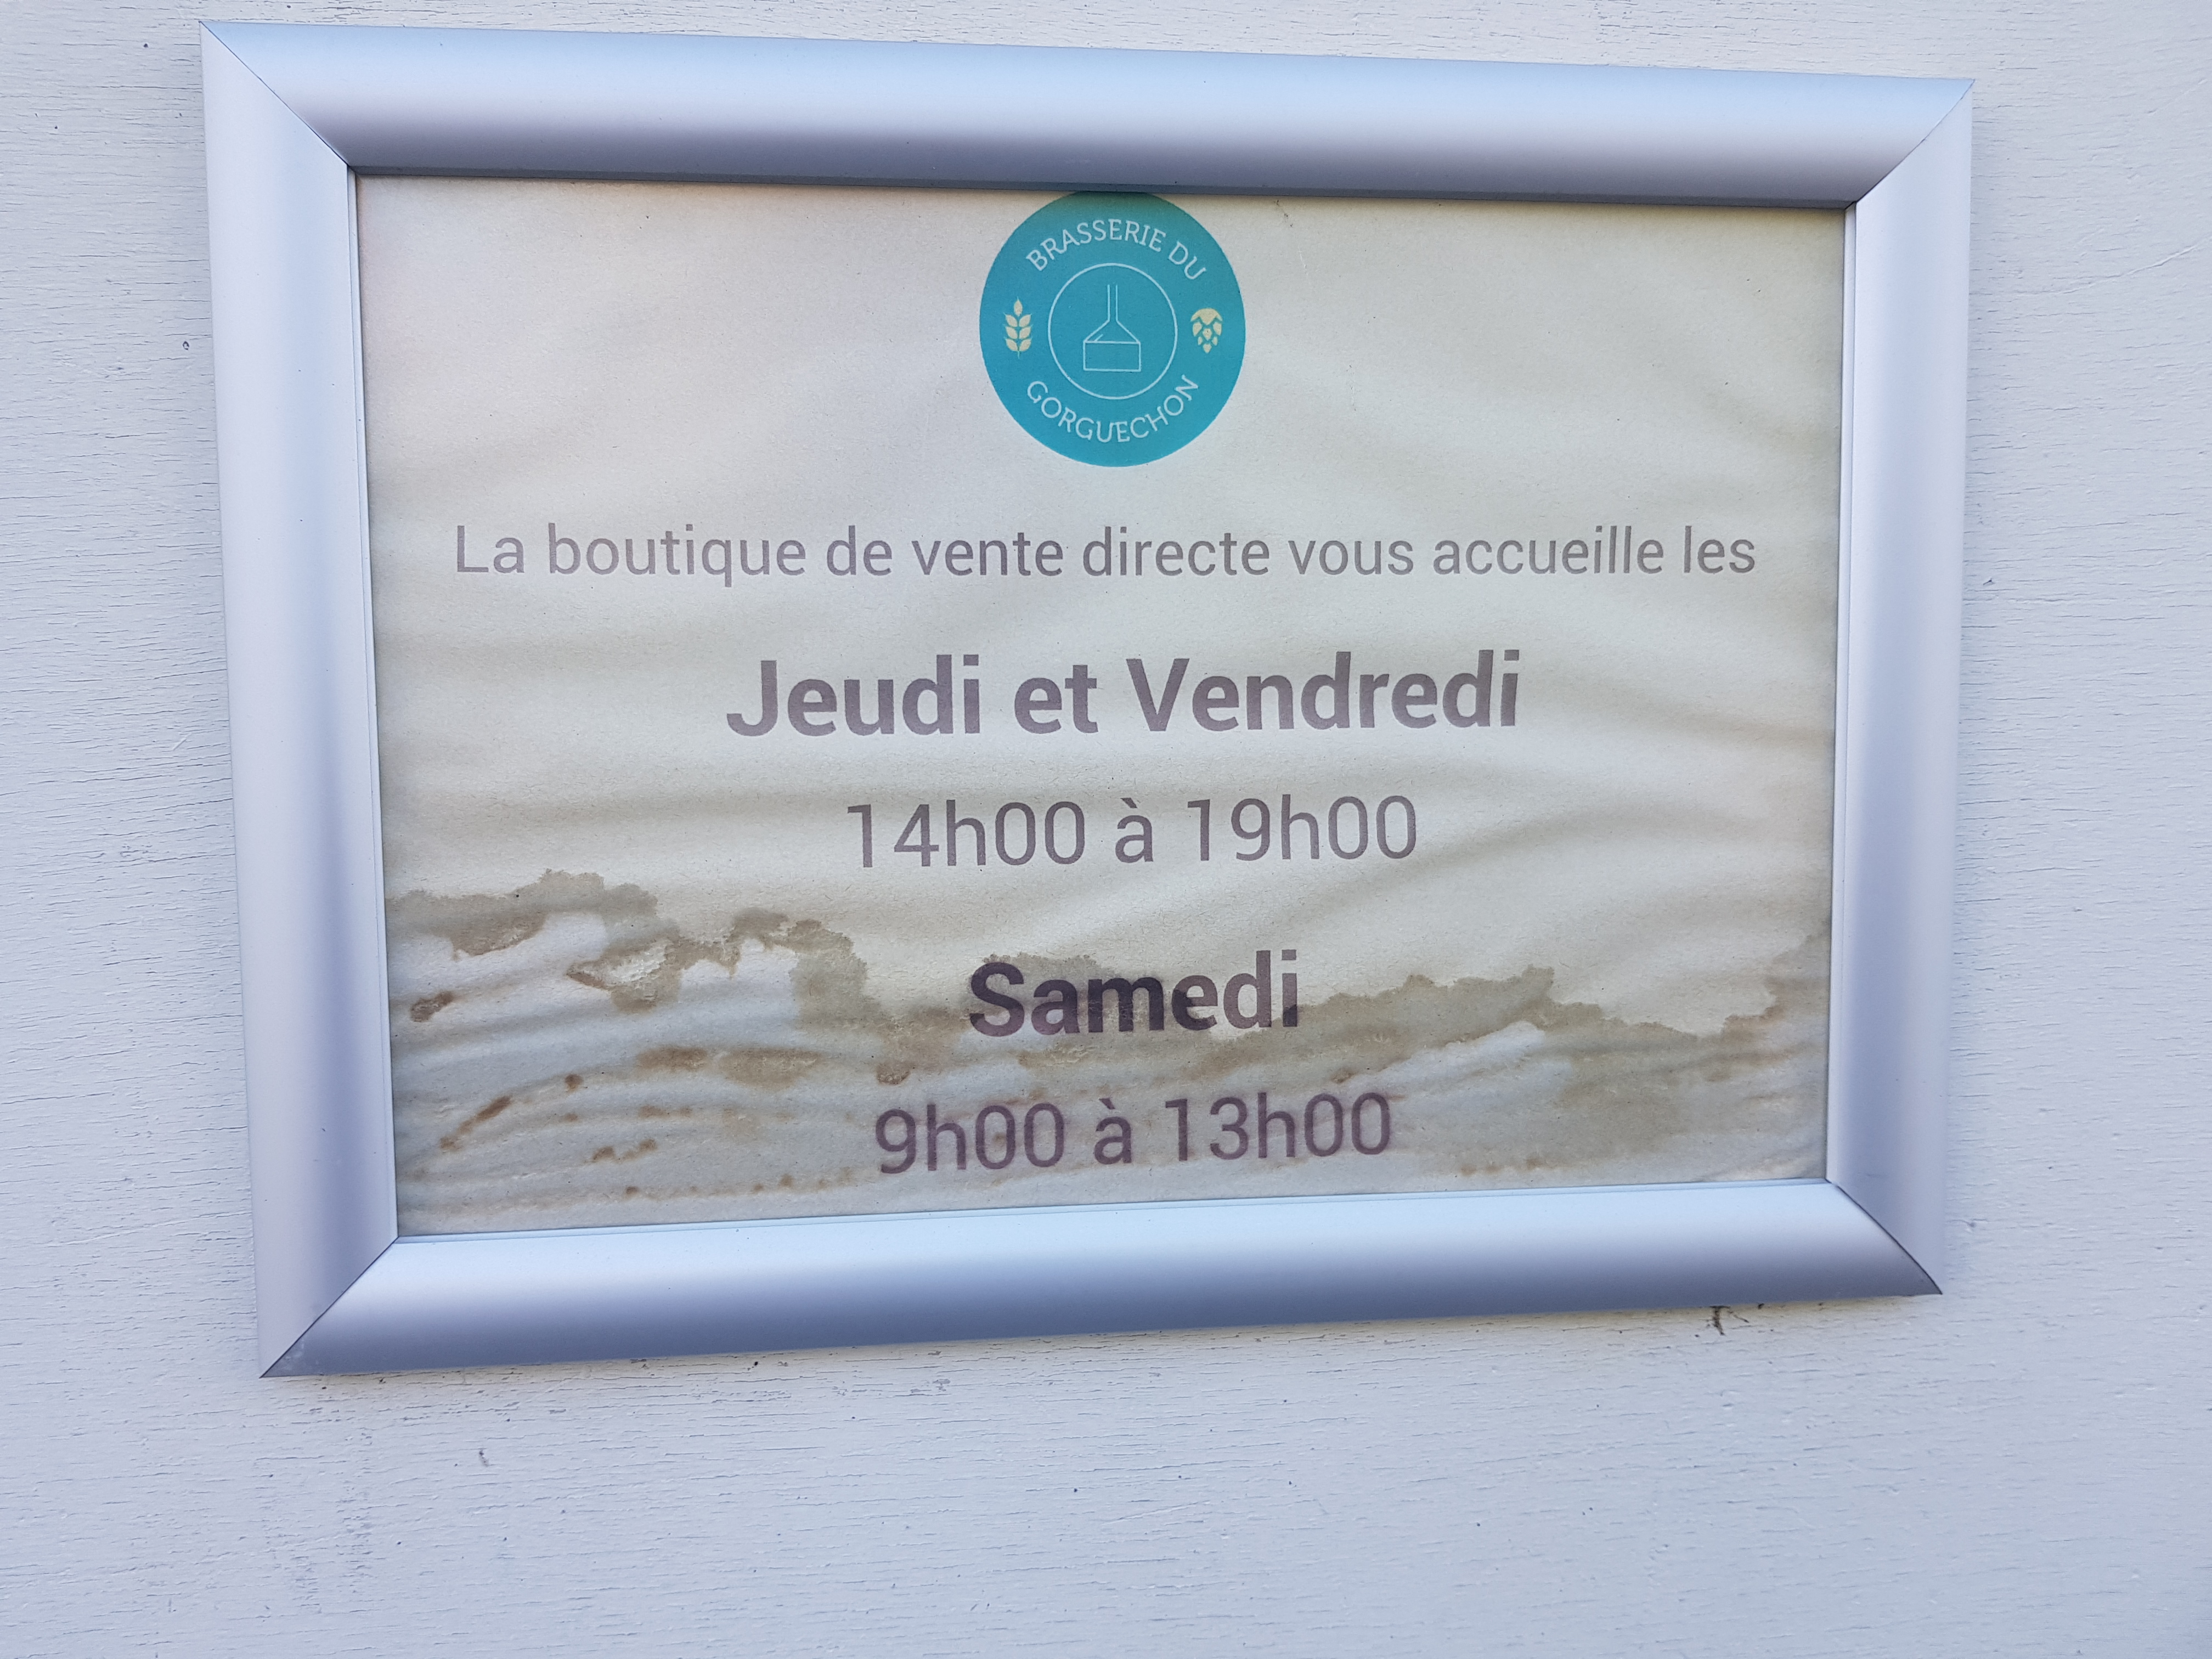 BRASSERIE DU
GORGUECHON
La boutique de vente directe vous accueille les
Jeudi et Vendredi
14h00 à 19h00
Samedi
9h00 à 13h00